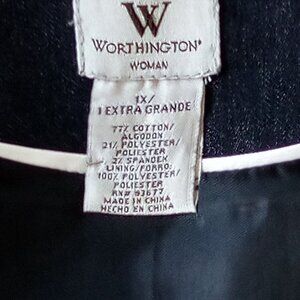 W
WORTHINGTON®
WOMAN
1X/
1 EXTRA GRANDE
77% COTTON/
ALGODON
21% POLYESTER/
POLIESTER
2% SPANDEX
LINING/FORRO:
100% POLYESTER/
POLIESTER
RN# 93677
MADE IN CHINA
HECHO EN CHINA